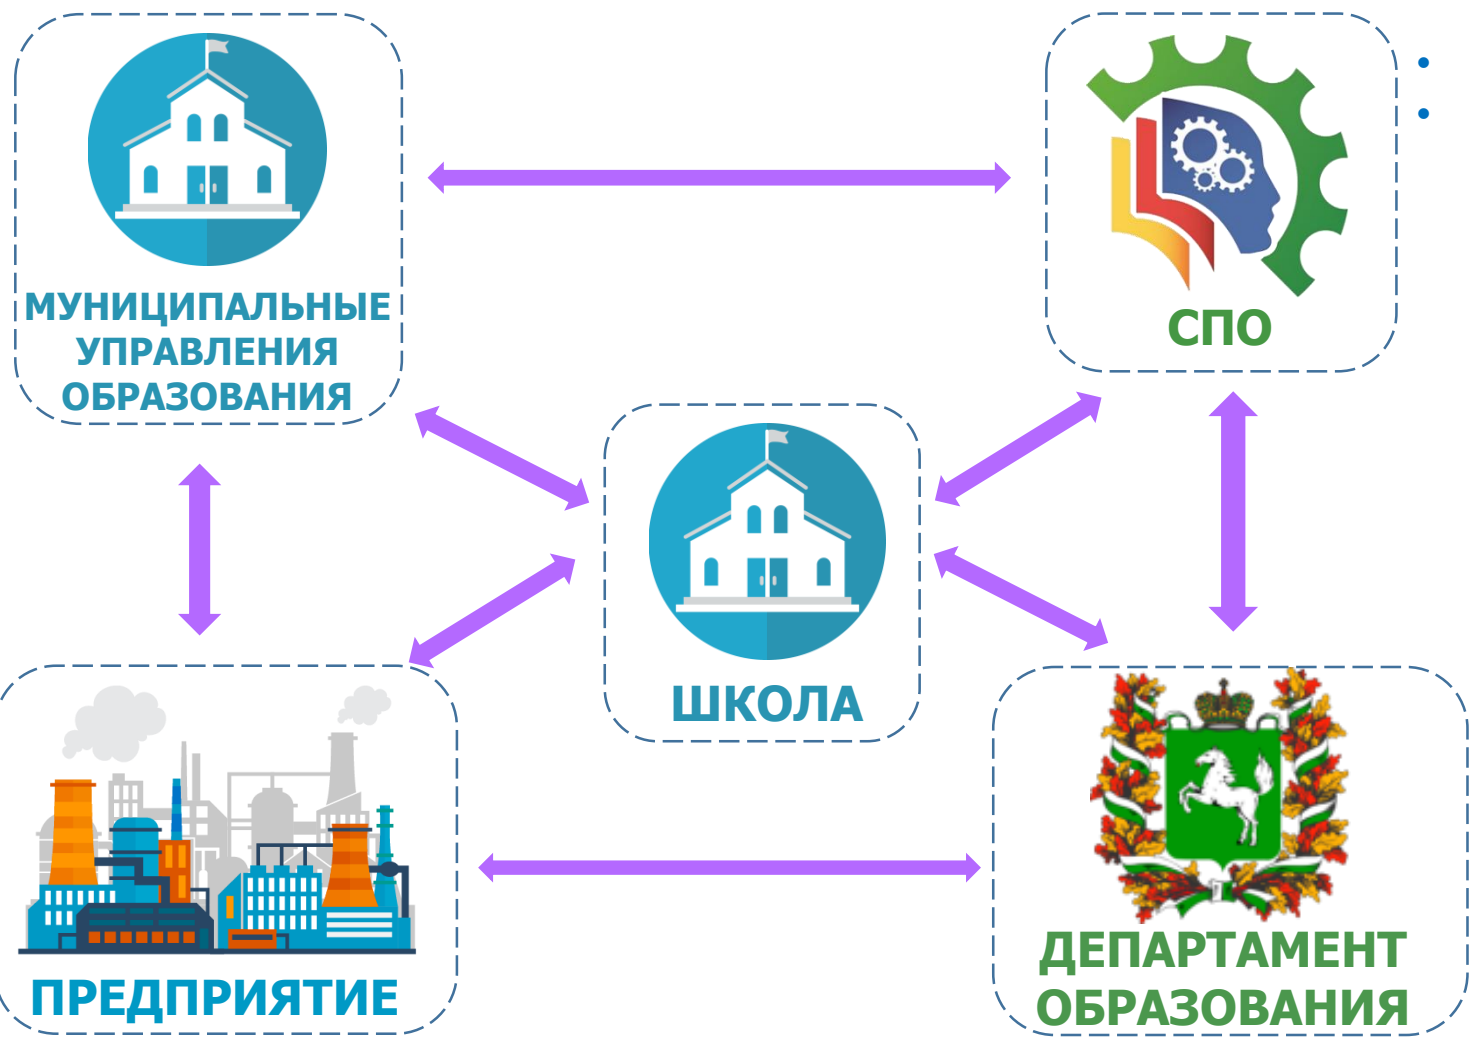 МУНИЦИПАЛЬНЫЕ
УПРАВЛЕНИЯ
ОБРАЗОВАНИЯ
СПО
ШКОЛА
ПРЕДПРИЯТИЕ
ДЕПАРТАМЕНТ
ОБРАЗОВАНИЯ